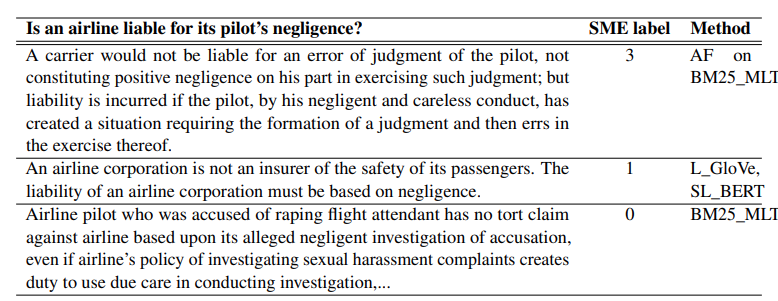 Is an airline liable for its pilot's negligence? SME label Method
A carrier would not be liable for an error of judgment of the pilot, not 3 AF on
constituting positive negligence on his part in exercising such judgment; but BM25_MLT
liability is incurred if the pilot, by his negligent and careless conduct, has
created a situation requiring the formation of a judgment and then errs in
the exercise thereof.
An airline corporation is not an insurer of the safety of its passengers. The 1 L_GloVe,
liability of an airline corporation must be based on negligence. SL_BERT
Airline pilot who was accused of raping flight attendant has no tort claim 0 BM25_MLT
against airline based upon its alleged negligent investigation of accusation,
even if airline's policy of investigating sexual harassment complaints creates
duty to use due care in conducting investigation,...